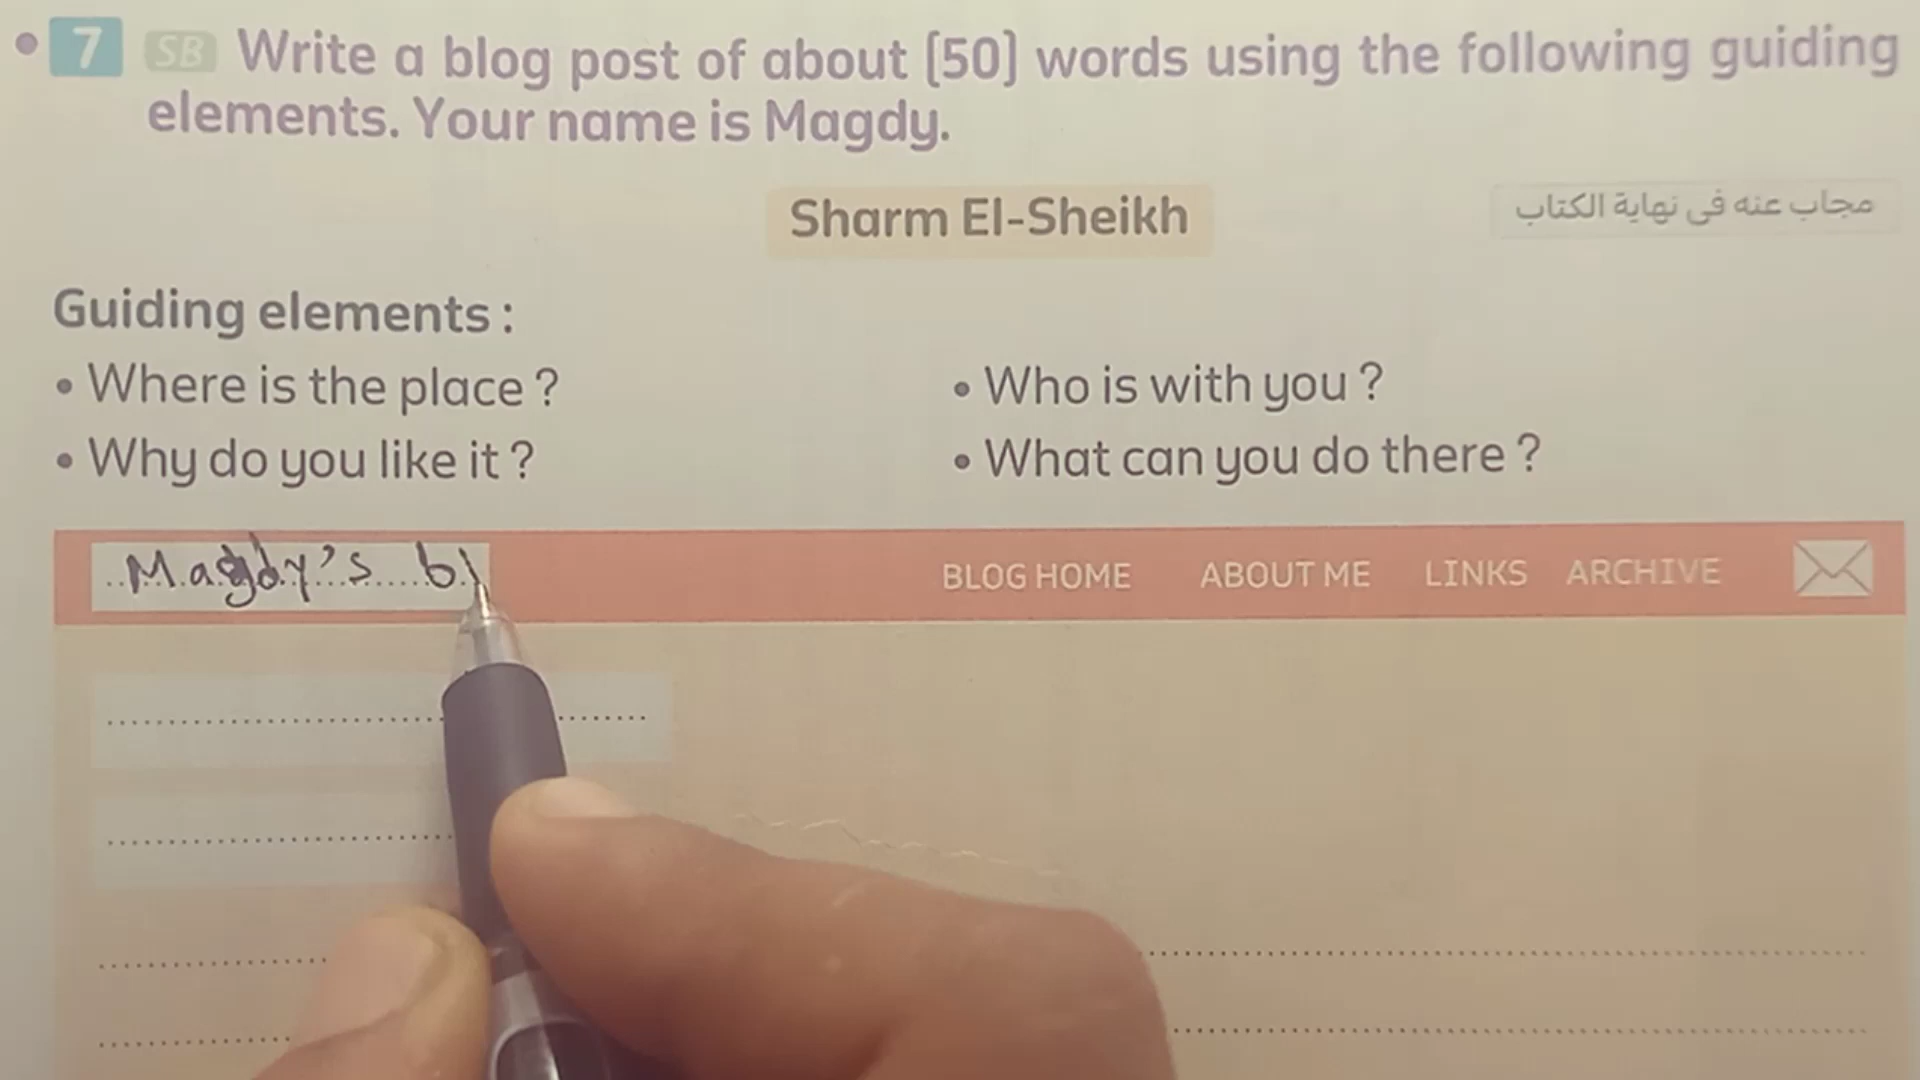 7 SB Write a blog post of about (50) words using the following guiding
elements. Your name is Magdy.
Sharm El-Sheikh
مجاب عنه فى نهاية الكتاب
Guiding elements :
• Where is the place ?
• Who is with you ?
• Why do you like it ?
• What can you do there ?
Magdy's bl
BLOG HOME ABOUT ME LINKS ARCHIVE